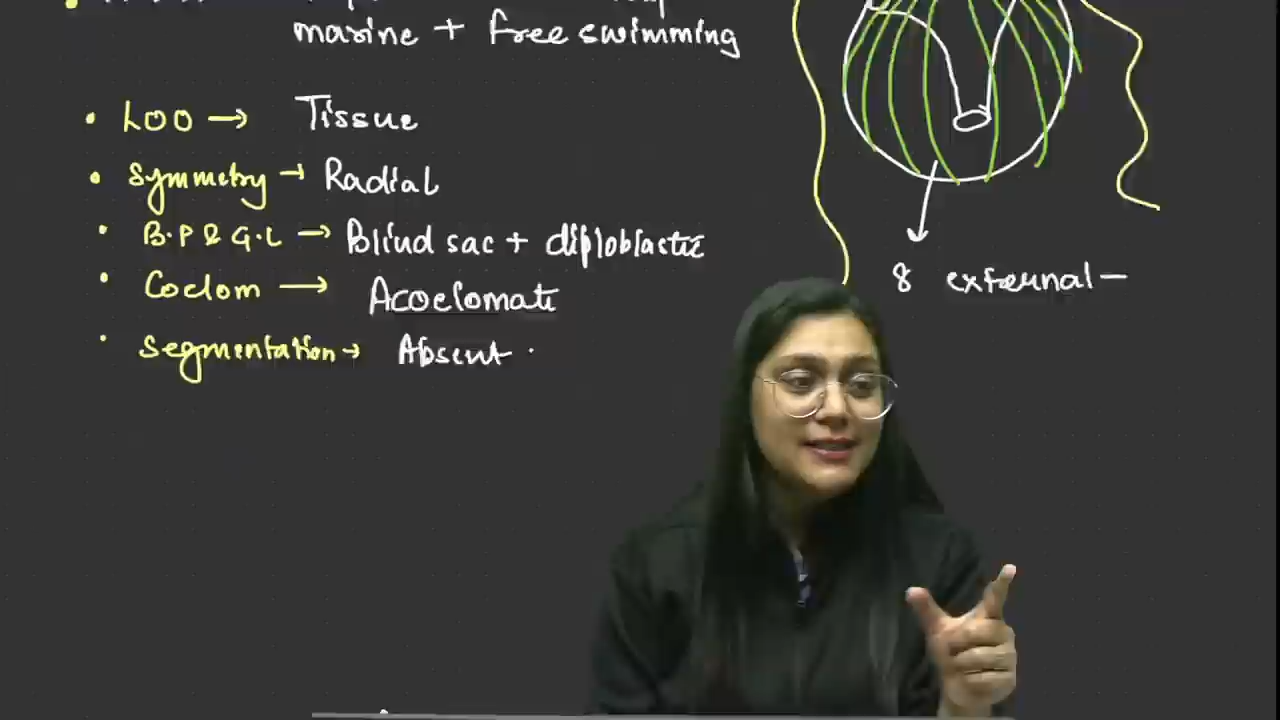 marine + free swimming
• LOO → Tissue
• Symmetry → Radial
• B.P & G.L → Blind sac + diploblastic
• Coelom → Acoelomate
• Segmentation → Absent .
8 external —